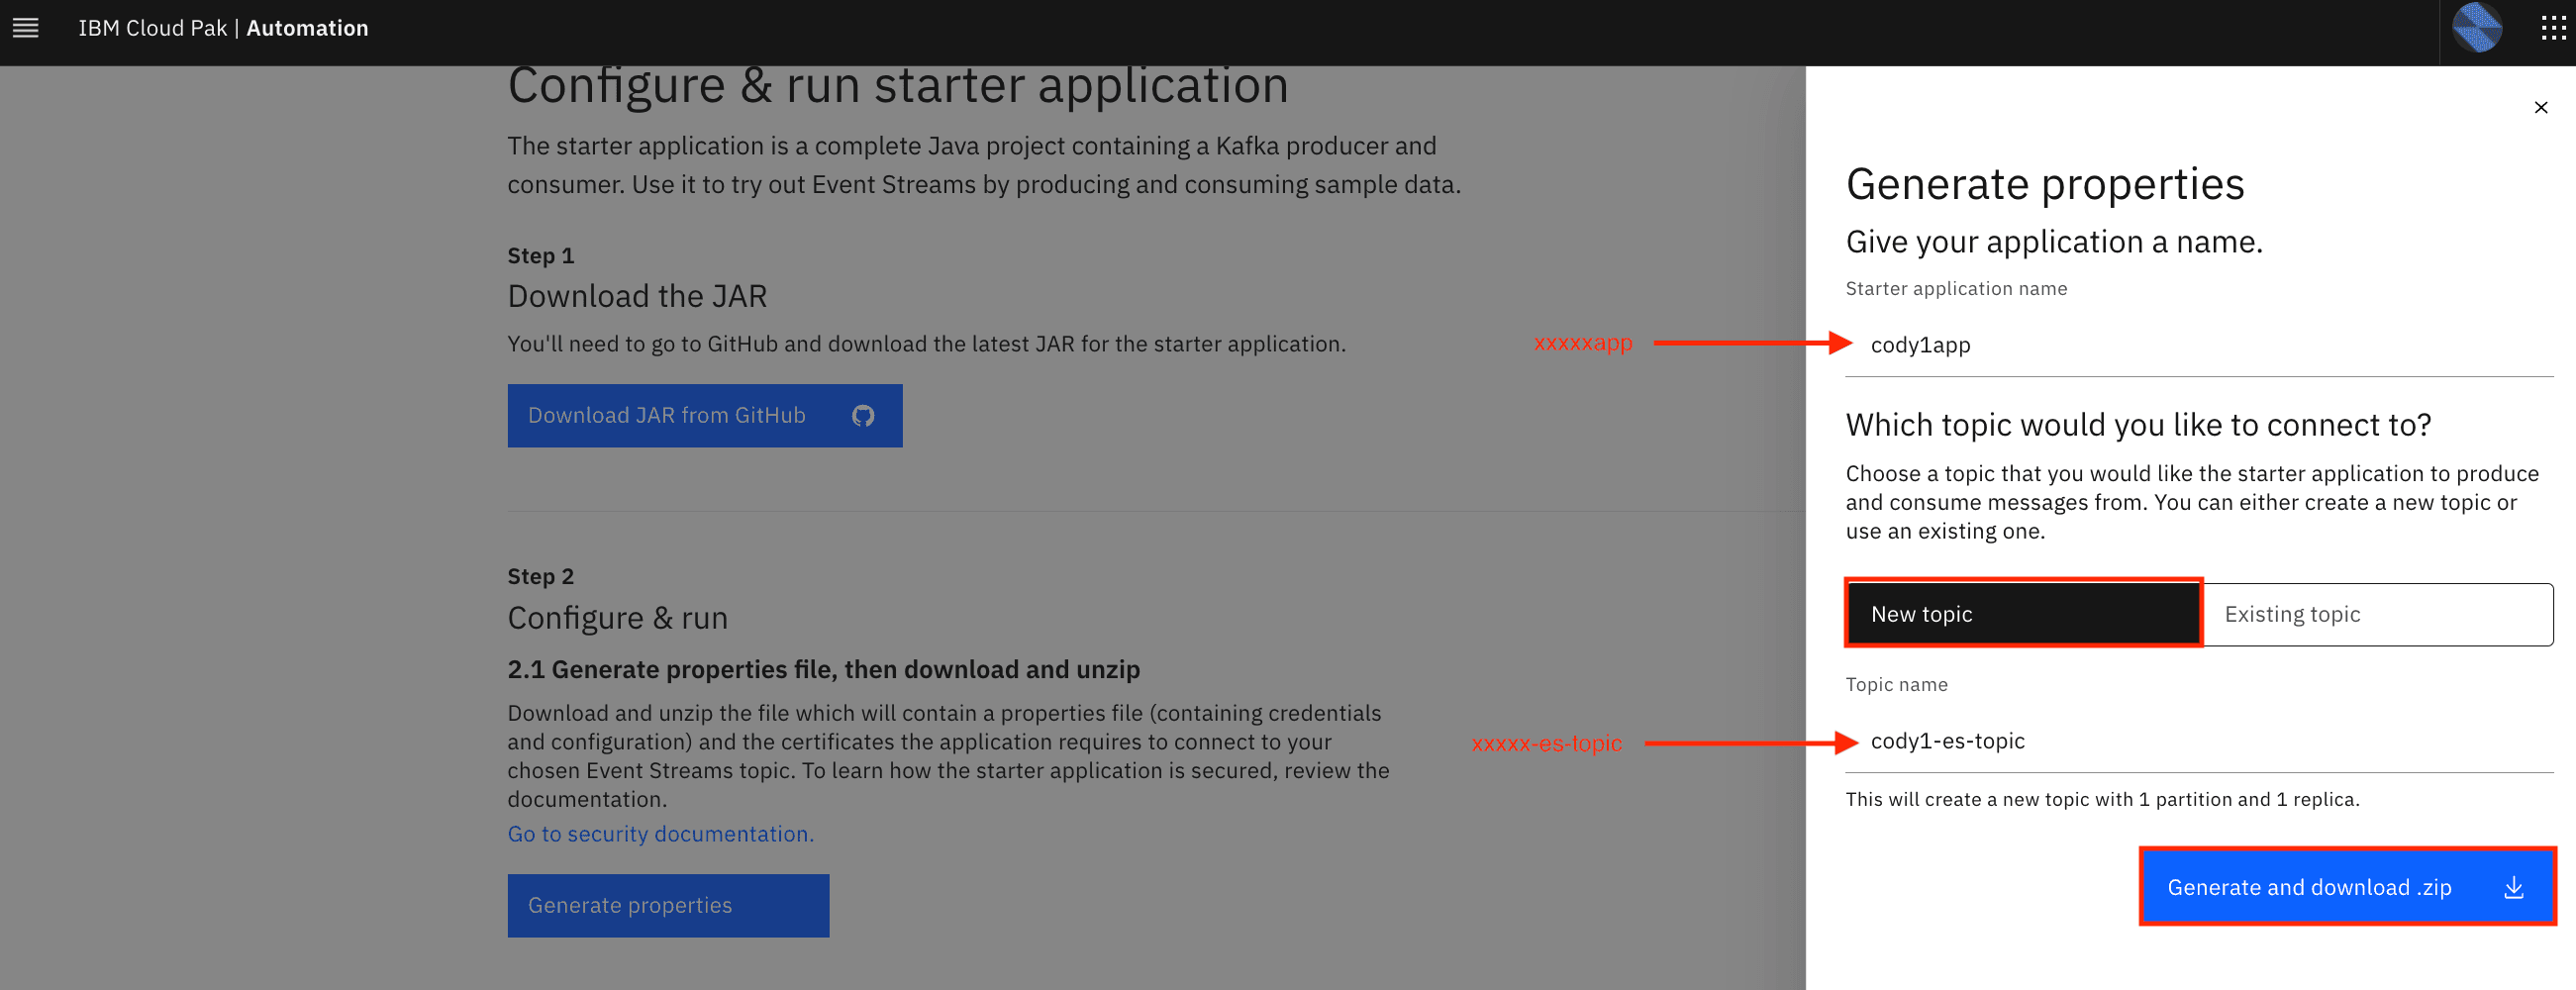 IBM Cloud Pak | Automation
Configure & run starter application
The starter application is a complete Java project containing a Kafka producer and
consumer. Use it to try out Event Streams by producing and consuming sample data.
Step 1
Download the JAR
You'll need to go to GitHub and download the latest JAR for the starter application.
Download JAR from GitHub
Step 2
Configure & run
2.1 Generate properties file, then download and unzip
Download and unzip the file which will contain a properties file (containing credentials
and configuration) and the certificates the application requires to connect to your
chosen Event Streams topic. To learn how the starter application is secured, review the
documentation.
Go to security documentation.
Generate properties
xxxxxapp
xxxxx-es-topic
Generate properties
Give your application a name.
Starter application name
cody1app
Which topic would you like to connect to?
Choose a topic that you would like the starter application to produce
and consume messages from. You can either create a new topic or
use an existing one.
New topic
Existing topic
Topic name
cody1-es-topic
This will create a new topic with 1 partition and 1 replica.
Generate and download .zip